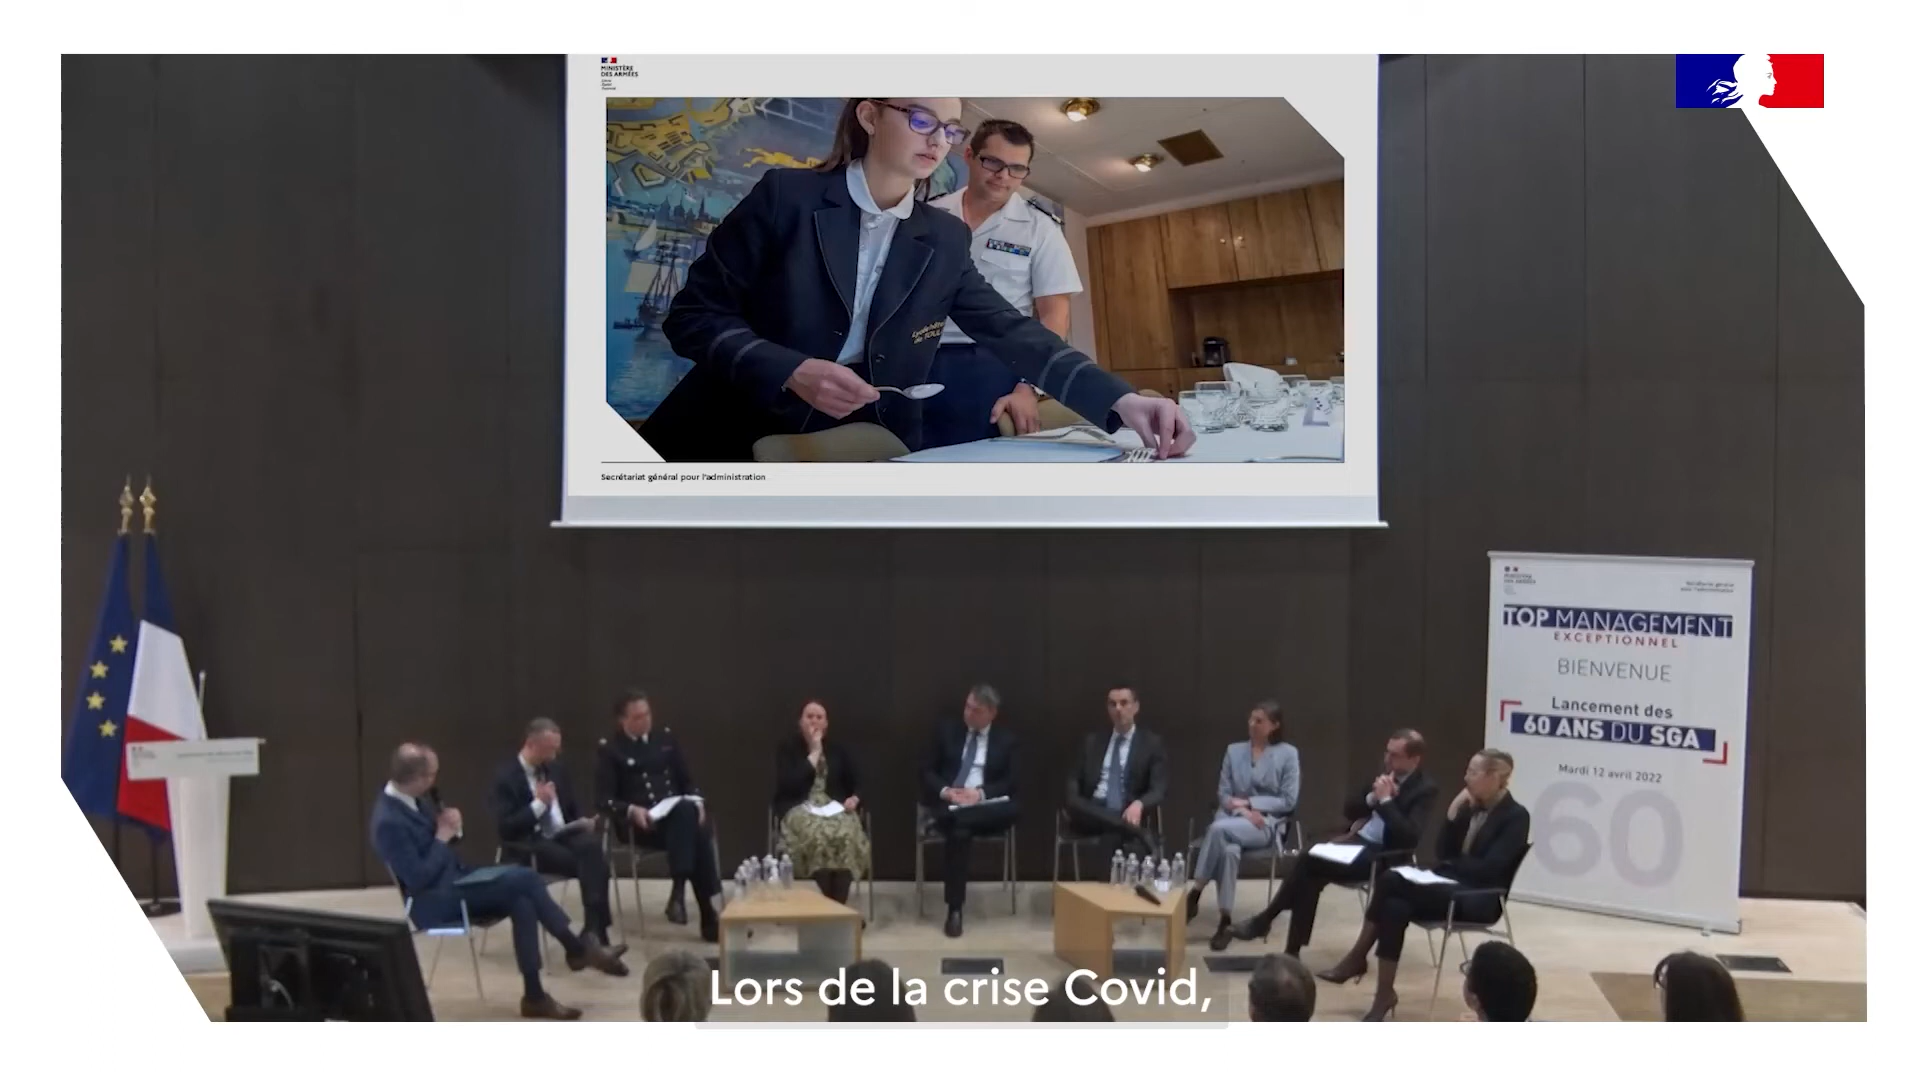 MINISTÈRE
DES ARMÉES
Secrétariat général pour l'administration
TOP MANAGEMENT
EXCEPTIONNEL
BIENVENUE
Lancement des
60 ANS DU SGA
Mardi 12 avril 2022
60
Lors de la crise Covid,